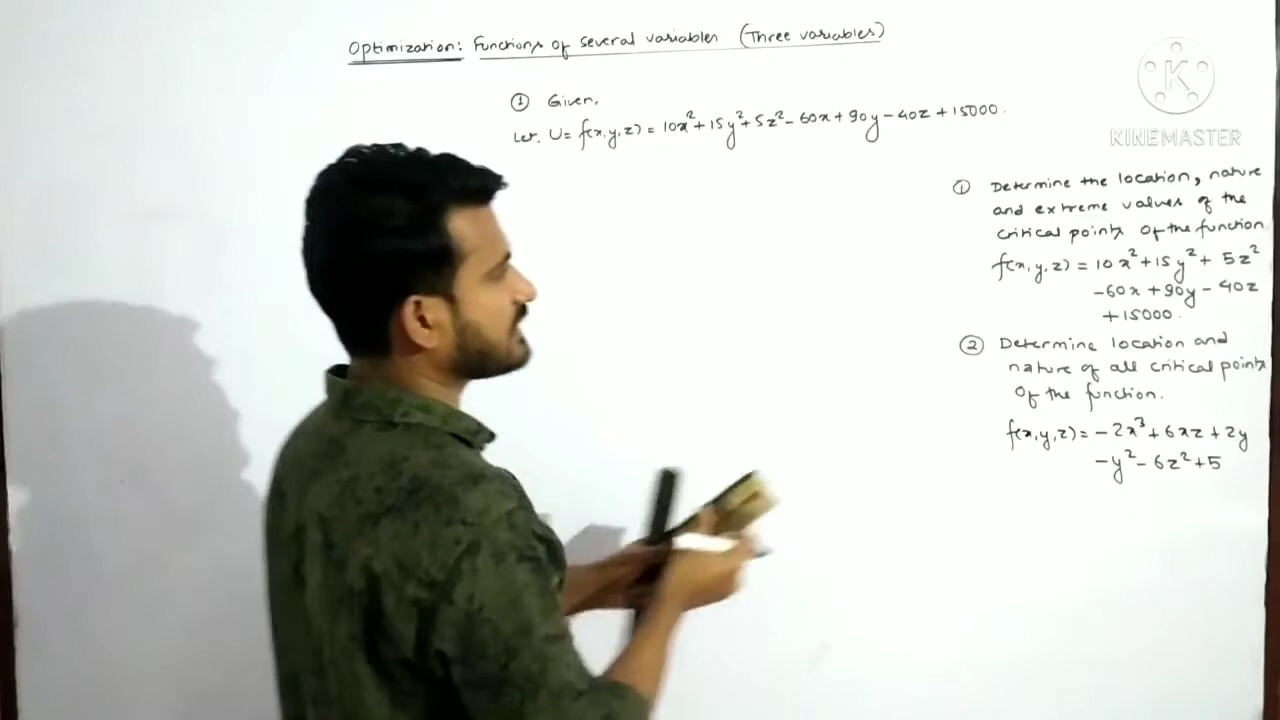 Optimization: Functions of several variables (Three variables)
① Given,
Let, U = f(x,y,z) = 10x² + 15y² + 5z² - 60x + 90y - 40z + 15000.
K
KINEMASTER
① Determine the location, nature
and extreme values of the
critical points of the function
f(x,y,z) = 10x² + 15y² + 5z²
-60x + 90y - 40z
+15000.
② Determine location and
nature of all critical points
of the function.
f(x,y,z) = -2x³ + 6xz + 2y
-y² - 6z² + 5